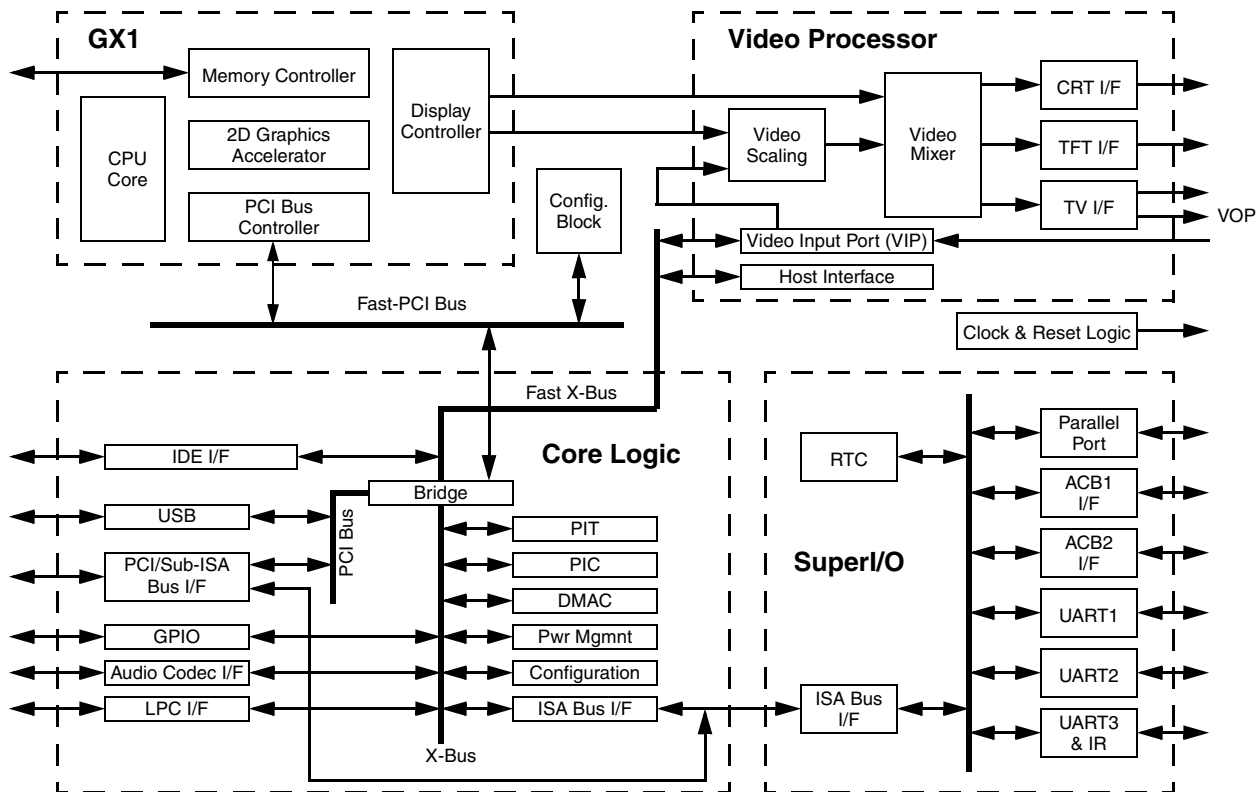 GX1
Memory Controller
CPU
Core
2D Graphics
Accelerator
PCI Bus
Controller
Display
Controller
Config.
Block
Fast-PCI Bus
Video Processor
Video
Scaling
Video
Mixer
CRT I/F
TFT I/F
TV I/F
VOP
Video Input Port (VIP)
Host Interface
Clock & Reset Logic
Fast X-Bus
Core Logic
IDE I/F
Bridge
USB
PCI Bus
PCI/Sub-ISA
Bus I/F
GPIO
Audio Codec I/F
LPC I/F
PIT
PIC
DMAC
Pwr Mgmnt
Configuration
ISA Bus I/F
X-Bus
SuperI/O
RTC
ISA Bus
I/F
Parallel
Port
ACB1
I/F
ACB2
I/F
UART1
UART2
UART3
& IR